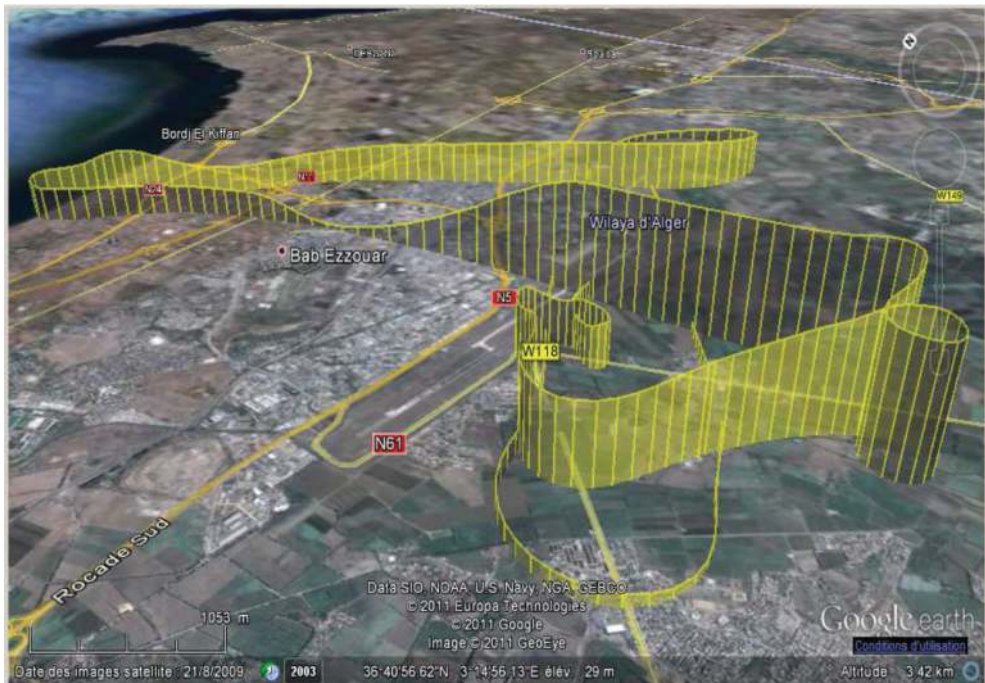 Bordj El Kiffan
N24
W149
Wilaya d'Alger
Bab Ezzouar
N5
W118
N61
Rocade Sud
1053 m
Data SIO, NOAA, U.S. Navy, NGA, GEBCO
© 2011 Europa Technologies
© 2011 Google
Image © 2011 GeoEye
Google earth
Conditions d'utilisation
Date des images satellite: 21/8/2009 2003 36°40'56.62"N 3°14'56.13"E élév 29 m Altitude 3.42 km